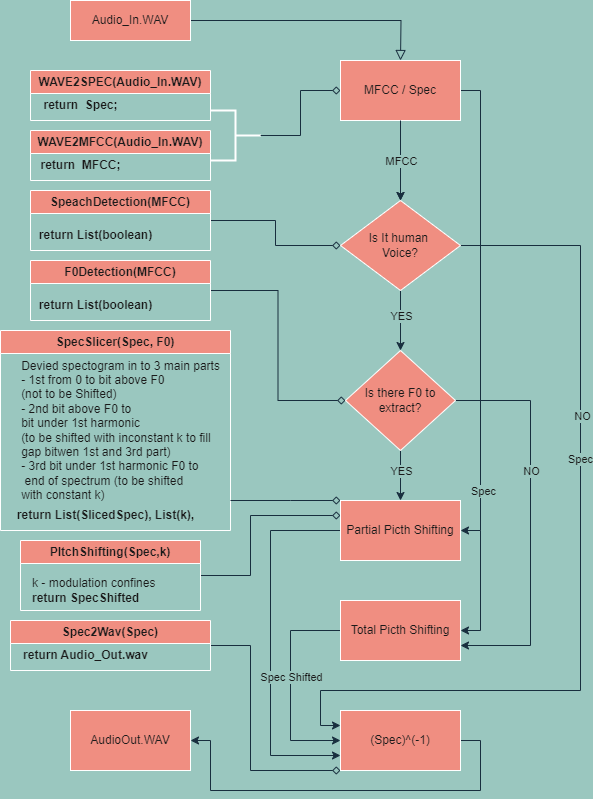 Audio_In.WAV
WAVE2SPEC(Audio_In.WAV)
return Spec;
MFCC / Spec
WAVE2MFCC(Audio_In.WAV)
return MFCC;
MFCC
SpeachDetection(MFCC)
return List(boolean)
Is It human
Voice?
F0Detection(MFCC)
return List(boolean)
YES
SpecSlicer(Spec, F0)
Devied spectogram in to 3 main parts
- 1st from 0 to bit above F0
(not to be Shifted)
- 2nd bit above F0 to
bit under 1st harmonic
(to be shifted with inconstant k to fill
gap bitwen 1st and 3rd part)
- 3rd bit under 1st harmonic F0 to
end of spectrum (to be shifted
with constant k)
return List(SlicedSpec), List(k),
Is there F0 to
extract?
NO
Spec
YES
NO
Spec
Partial Picth Shifting
PItchShifting(Spec,k)
k - modulation confines
return SpecShifted
Total Picth Shifting
Spec2Wav(Spec)
return Audio_Out.wav
Spec Shifted
(Spec)^(-1)
AudioOut.WAV